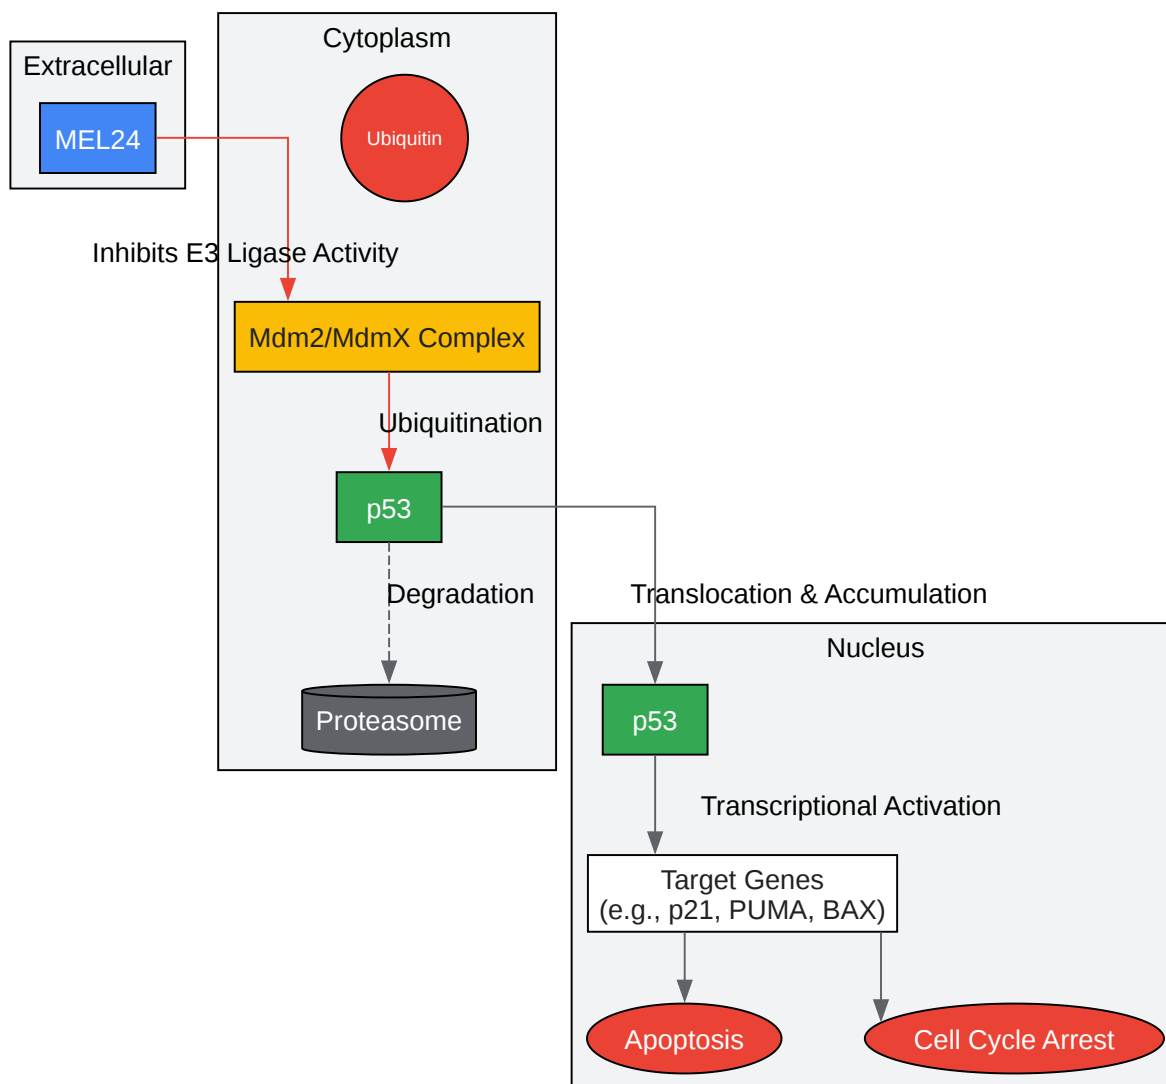 Extracellular
MEL24
Cytoplasm
Ubiquitin
Inhibits E3 Ligase Activity
Mdm2/MdmX Complex
Ubiquitination
p53
Degradation
Proteasome
Translocation & Accumulation
Nucleus
p53
Transcriptional Activation
Target Genes
(e.g., p21, PUMA, BAX)
Apoptosis
Cell Cycle Arrest